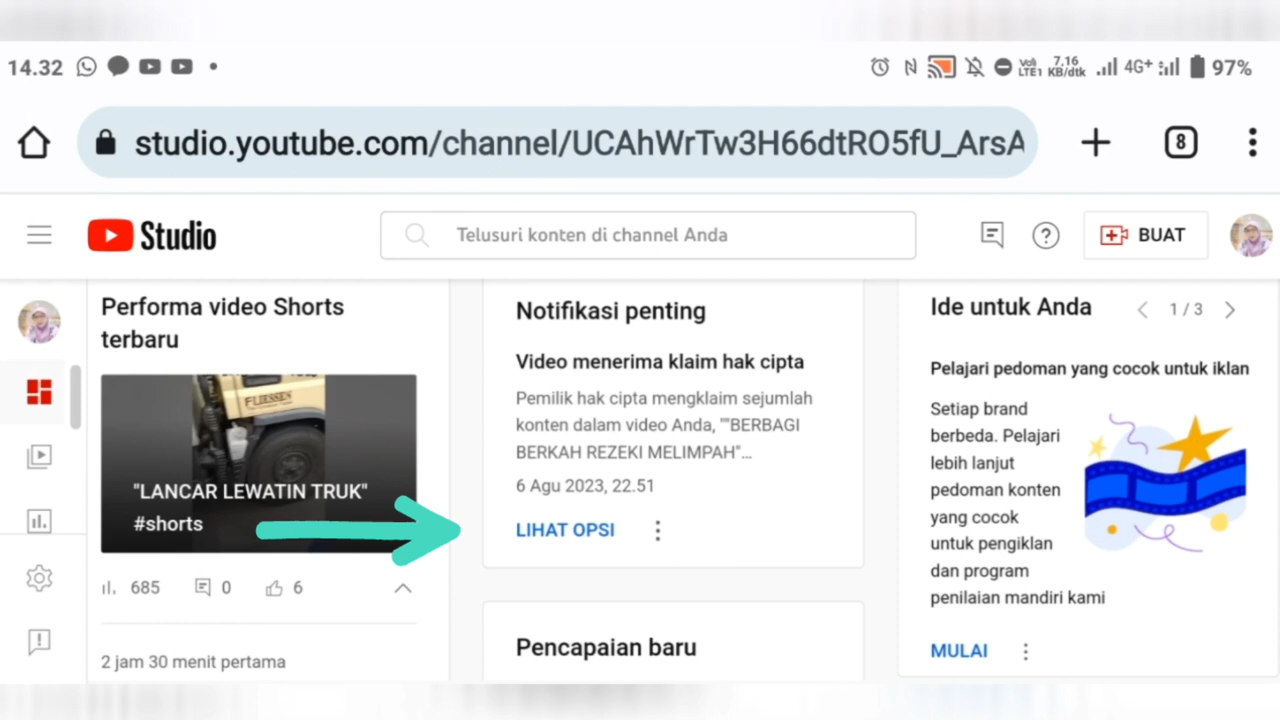 14.32
VoII LTE1 7,16 KB/dtk 4G+ 97%
studio.youtube.com/channel/UCAhWrTw3H66dtRO5fU_ArsA
8
Studio
Telusuri konten di channel Anda
BUAT
Performa video Shorts
terbaru
FLIESSEN
"LANCAR LEWATIN TRUK"
#shorts
685 0 6
2 jam 30 menit pertama
Notifikasi penting
Video menerima klaim hak cipta
Pemilik hak cipta mengklaim sejumlah
konten dalam video Anda, ""BERBAGI
BERKAH REZEKI MELIMPAH"...
6 Agu 2023, 22.51
LIHAT OPSI
Pencapaian baru
Ide untuk Anda
1 / 3
Pelajari pedoman yang cocok untuk iklan
Setiap brand
berbeda. Pelajari
lebih lanjut
pedoman konten
yang cocok
untuk pengiklan
dan program
penilaian mandiri kami
MULAI